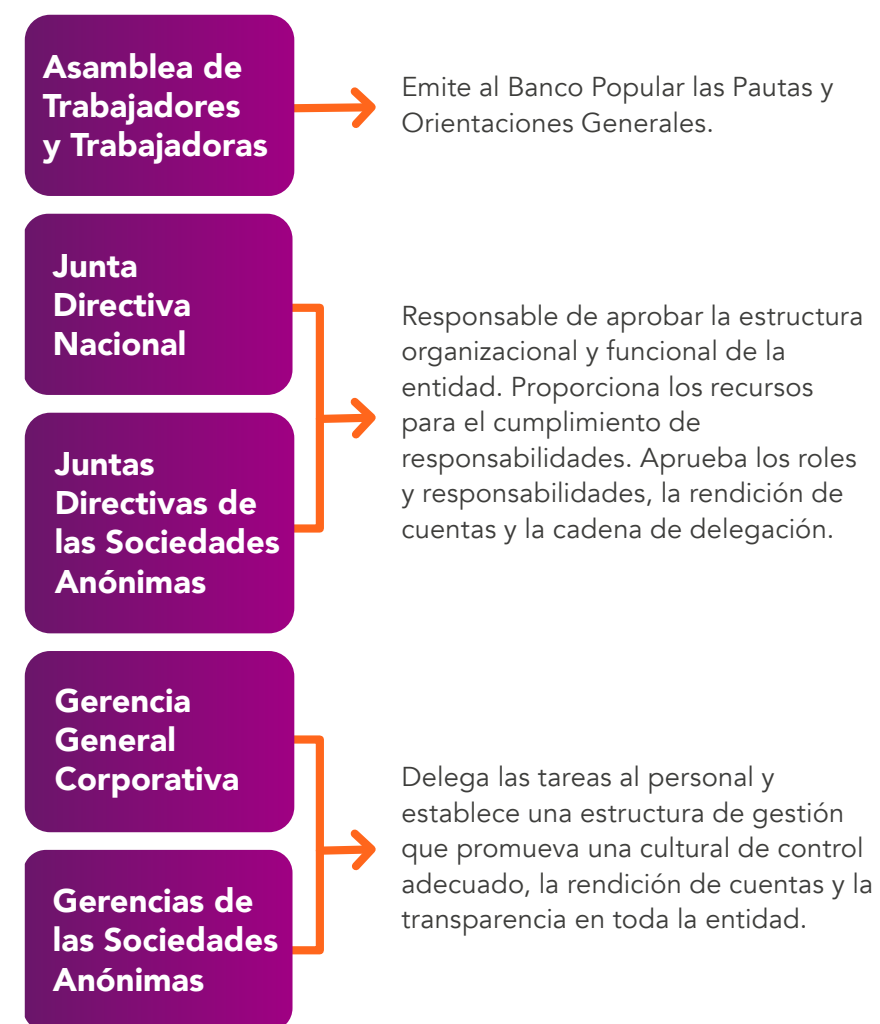 Asamblea de
Trabajadores
y Trabajadoras
Emite al Banco Popular las Pautas y
Orientaciones Generales.
Junta
Directiva
Nacional
Juntas
Directivas de
las Sociedades
Anónimas
Responsable de aprobar la estructura
organizacional y funcional de la
entidad. Proporciona los recursos
para el cumplimiento de
responsabilidades. Aprueba los roles
y responsabilidades, la rendición de
cuentas y la cadena de delegación.
Gerencia
General
Corporativa
Gerencias de
las Sociedades
Anónimas
Delega las tareas al personal y
establece una estructura de gestión
que promueva una cultural de control
adecuado, la rendición de cuentas y la
transparencia en toda la entidad.